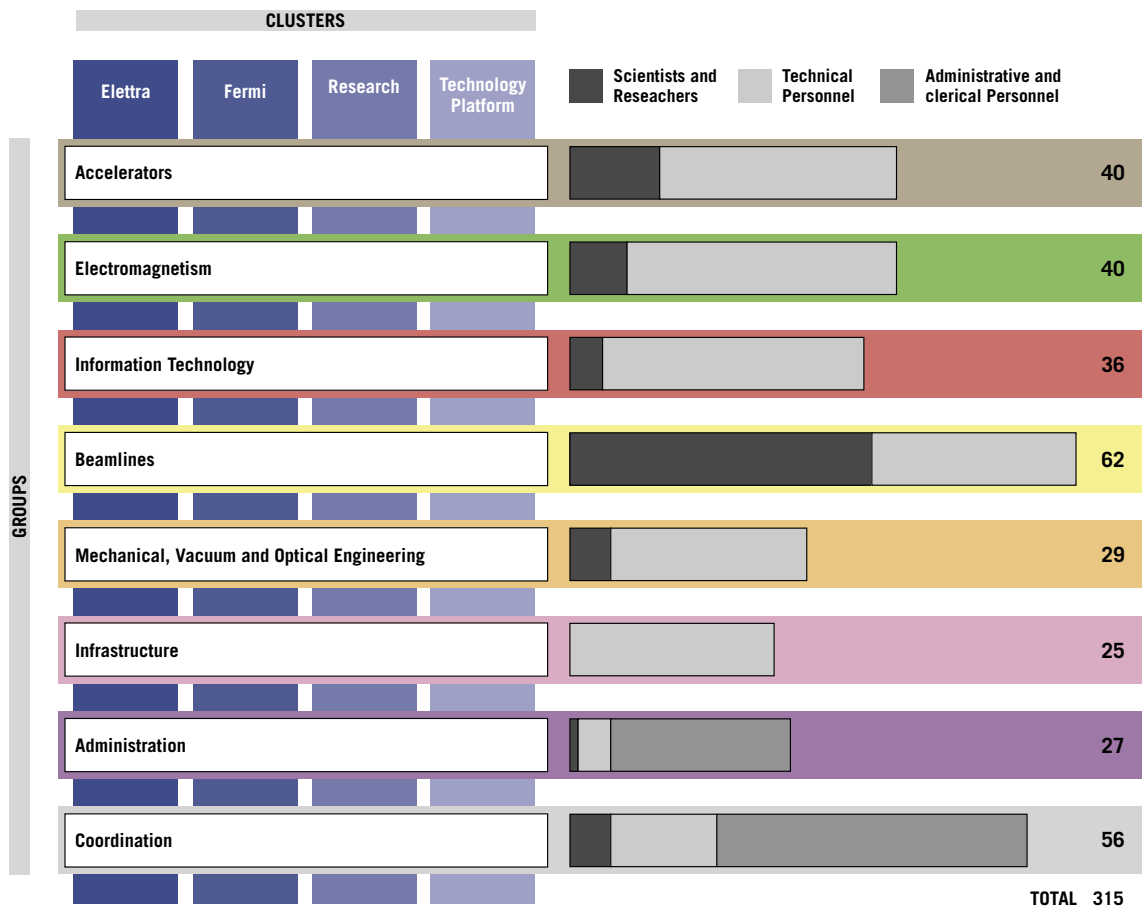 CLUSTERS
Elettra
Fermi
Research
Technology
Platform
Scientists and
Reseachers
Technical
Personnel
Administrative and
clerical Personnel
GROUPS
Accelerators 40
Electromagnetism 40
Information Technology 36
Beamlines 62
Mechanical, Vacuum and Optical Engineering 29
Infrastructure 25
Administration 27
Coordination 56
TOTAL 315